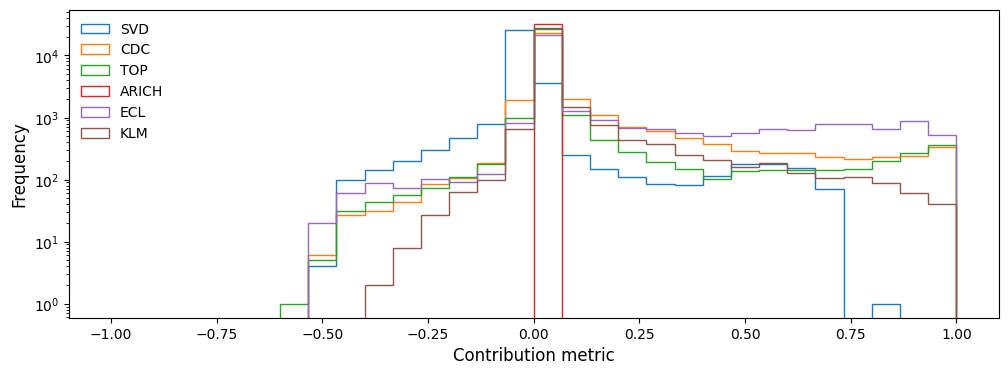 SVD
CDC
TOP
ARICH
ECL
KLM
Frequency
10⁴
10³
10²
10¹
10⁰
−1.00 −0.75 −0.50 −0.25 0.00 0.25 0.50 0.75 1.00
Contribution metric